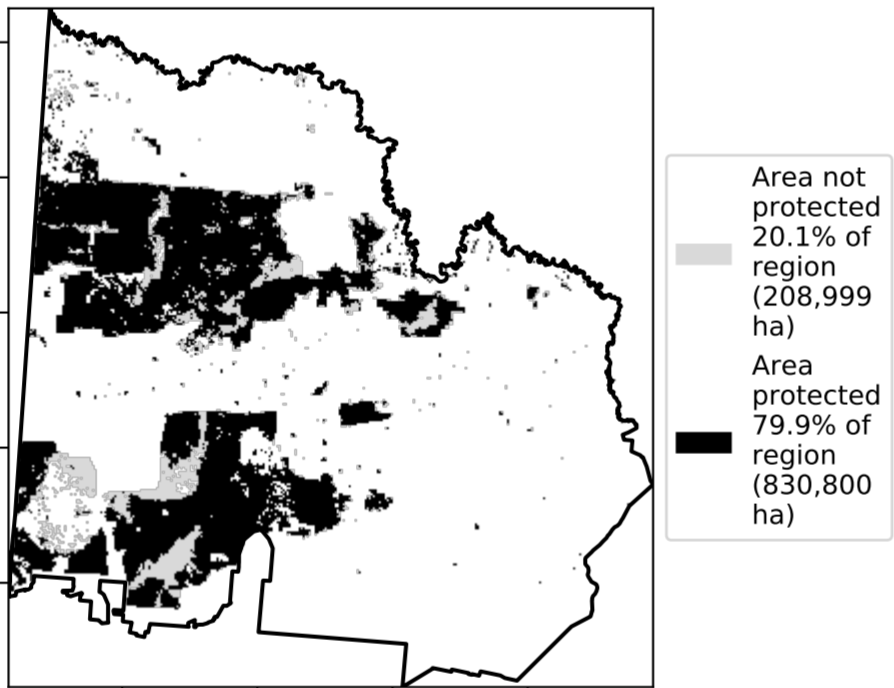 Area not
protected
20.1% of
region
(208,999
ha)
Area
protected
79.9% of
region
(830,800
ha)